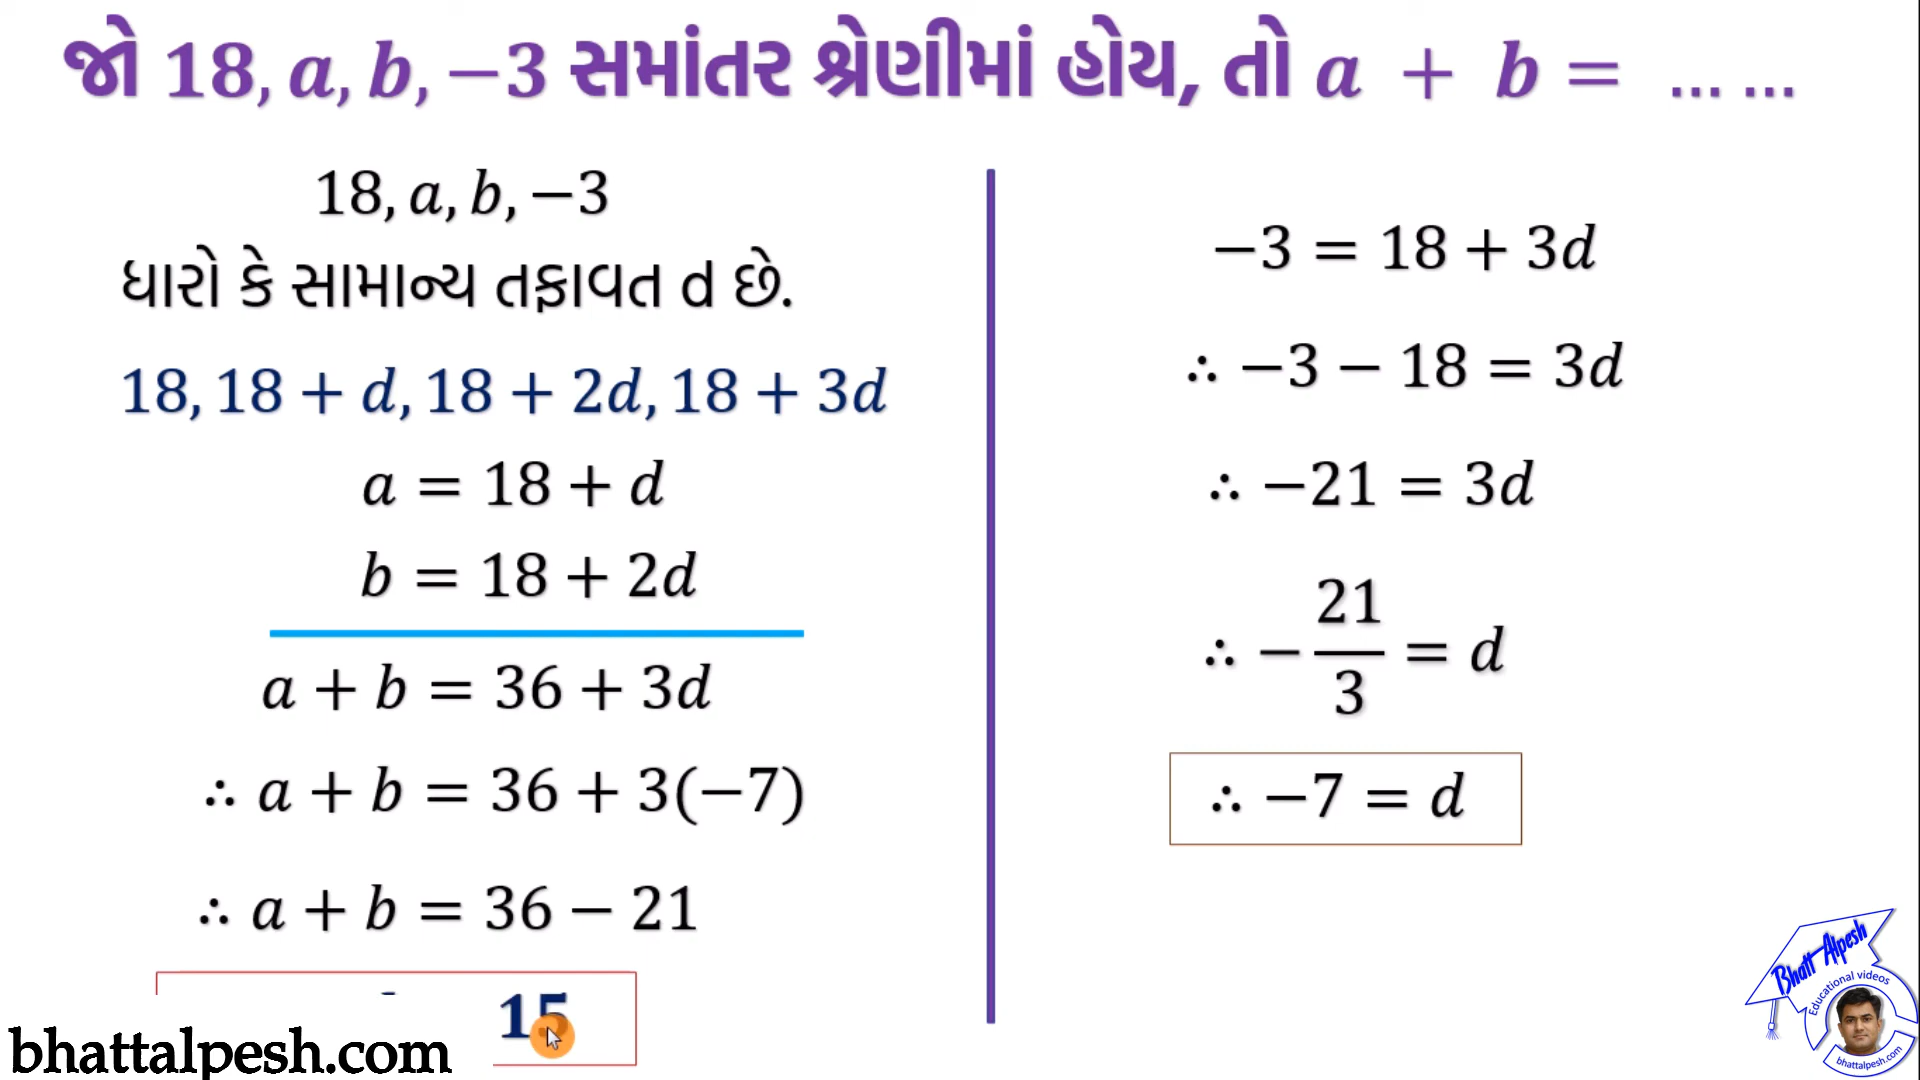 જો 18, a, b, −3 સમાંતર શ્રેણીમાં હોય, તો a + b = ... ...
18, a, b, −3
ધારો કે સામાન્ય તફાવત d છે.
18, 18 + d, 18 + 2d, 18 + 3d
a = 18 + d
b = 18 + 2d
a + b = 36 + 3d
∴ a + b = 36 + 3(−7)
∴ a + b = 36 − 21
15
−3 = 18 + 3d
∴ −3 − 18 = 3d
∴ −21 = 3d
∴ −21/3 = d
∴ −7 = d
bhattalpesh.com
Bhatt Alpesh
Educational videos
bhattalpesh.com